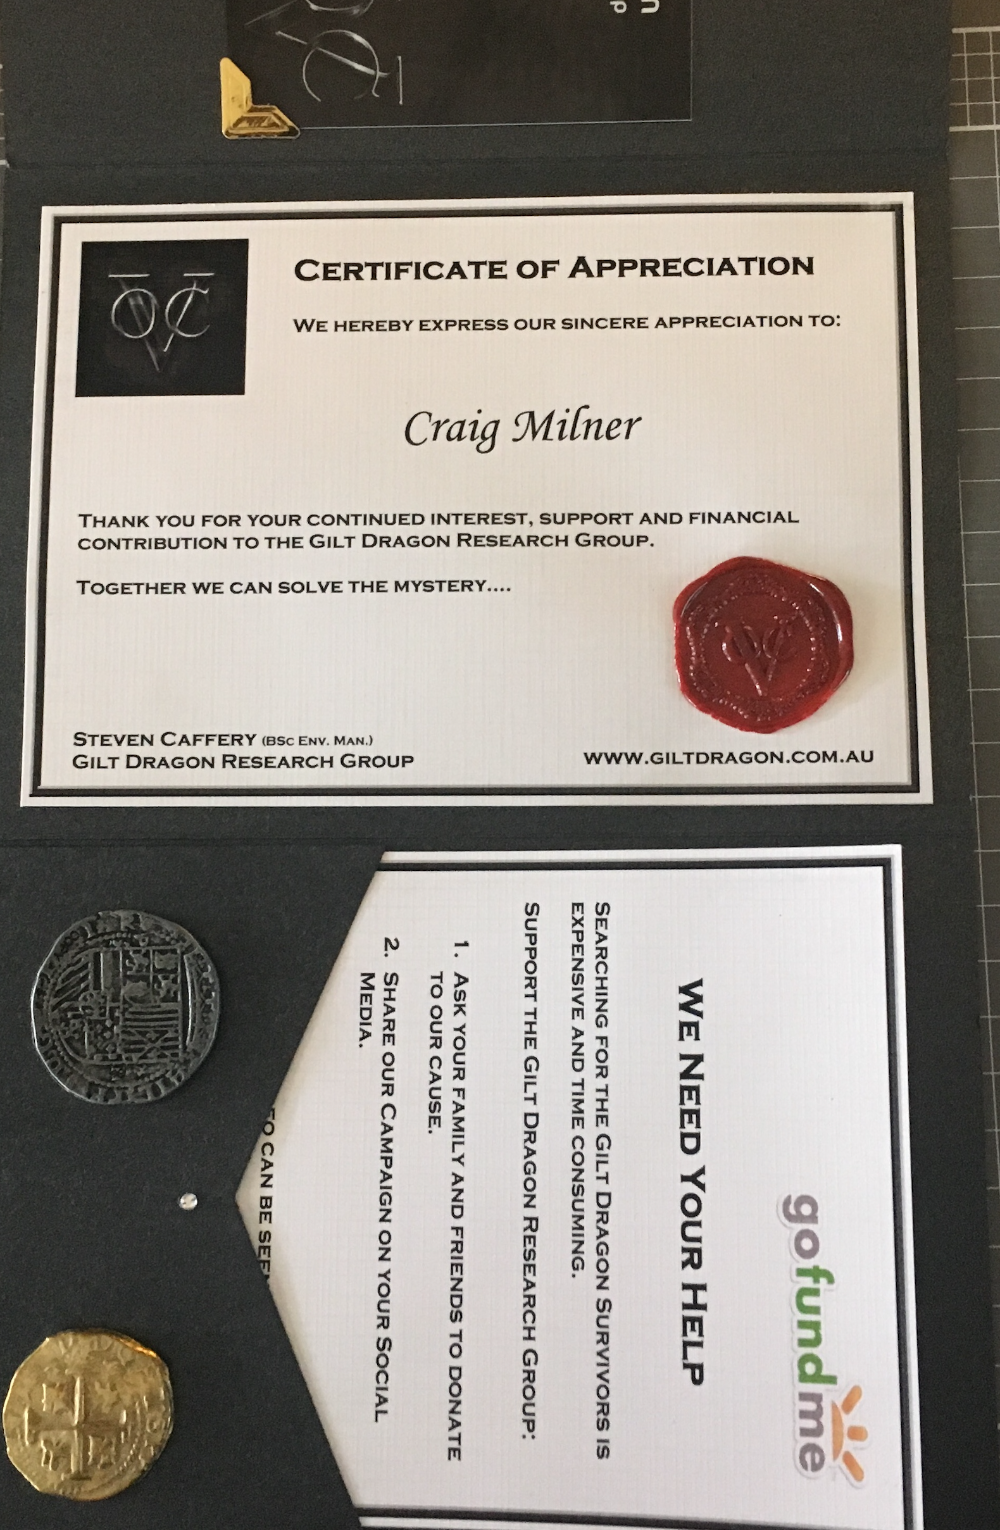 CERTIFICATE OF APPRECIATION
WE HEREBY EXPRESS OUR SINCERE APPRECIATION TO:
Craig Milner
THANK YOU FOR YOUR CONTINUED INTEREST, SUPPORT AND FINANCIAL
CONTRIBUTION TO THE GILT DRAGON RESEARCH GROUP.
TOGETHER WE CAN SOLVE THE MYSTERY....
STEVEN CAFFERY (BSC ENV. MAN.)
GILT DRAGON RESEARCH GROUP
WWW.GILTDRAGON.COM.AU
gofundme
WE NEED YOUR HELP
SEARCHING FOR THE GILT DRAGON SURVIVORS IS
EXPENSIVE AND TIME CONSUMING.
SUPPORT THE GILT DRAGON RESEARCH GROUP:
1. ASK YOUR FAMILY AND FRIENDS TO DONATE
TO OUR CAUSE.
2. SHARE OUR CAMPAIGN ON YOUR SOCIAL
MEDIA.
CAN BE